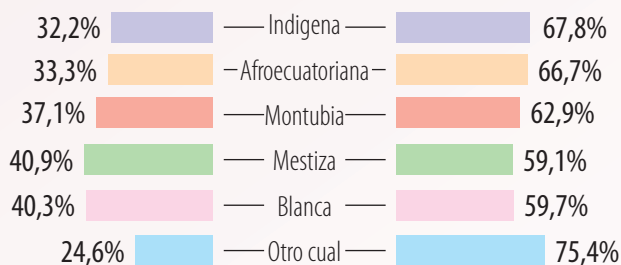 32,2% Indigena 67,8%
33,3% Afroecuatoriana 66,7%
37,1% Montubia 62,9%
40,9% Mestiza 59,1%
40,3% Blanca 59,7%
24,6% Otro cual 75,4%